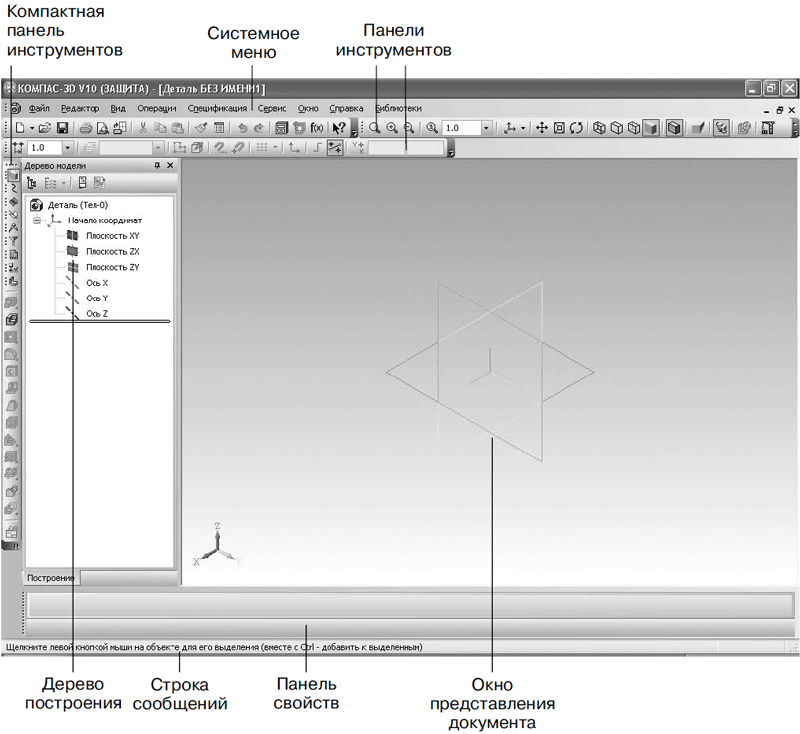 Компактная
панель
инструментов
Системное
меню
Панели
инструментов
КОМПАС-3D V10 (ЗАЩИТА) - [Деталь БЕЗ ИМЕНИ1]
Файл Редактор Вид Операции Спецификация Сервис Окно Справка Библиотеки
f(x) 1.0
1.0
Дерево модели
Деталь (Тел-0)
Начало координат
Плоскость XY
Плоскость ZX
Плоскость ZY
Ось X
Ось Y
Ось Z
Z
X
Y
Построение
Щелкните левой кнопкой мыши на объекте для его выделения (вместе с Ctrl - добавить к выделенным)
Дерево
построения
Строка
сообщений
Панель
свойств
Окно
представления
документа